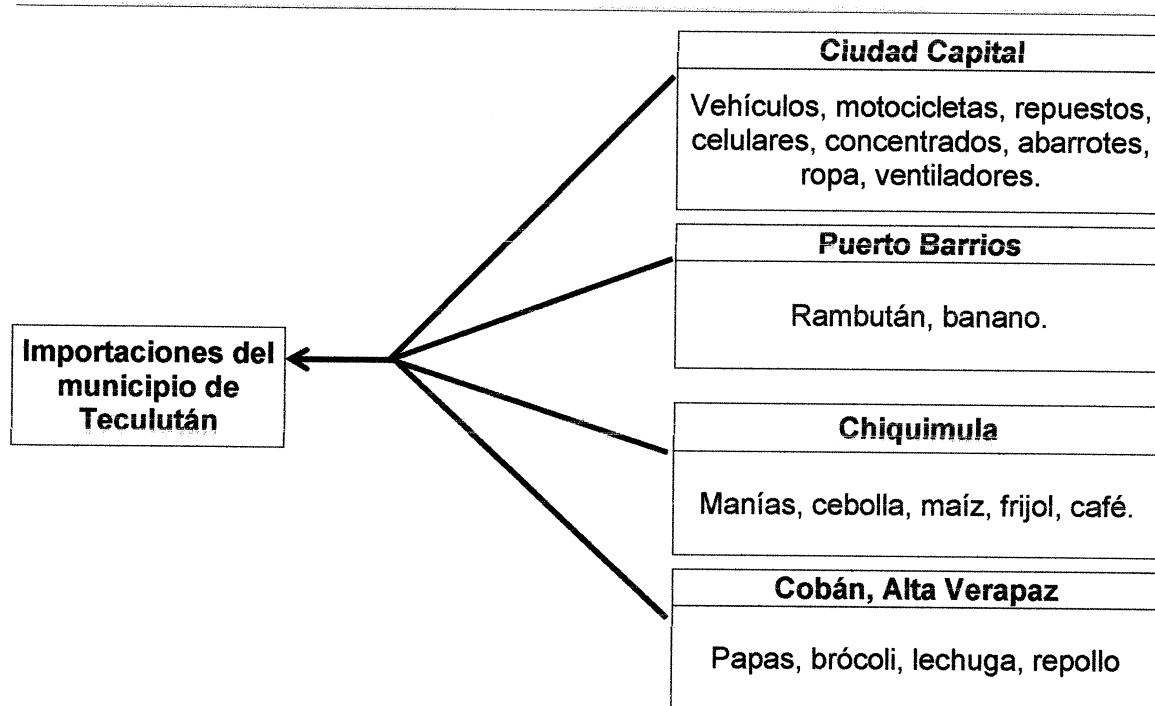 Ciudad Capital
Vehículos, motocicletas, repuestos,
celulares, concentrados, abarrotes,
ropa, ventiladores.
Puerto Barrios
Rambután, banano.
Importaciones del
municipio de
Teculután
Chiquimula
Manías, cebolla, maíz, frijol, café.
Cobán, Alta Verapaz
Papas, brócoli, lechuga, repollo